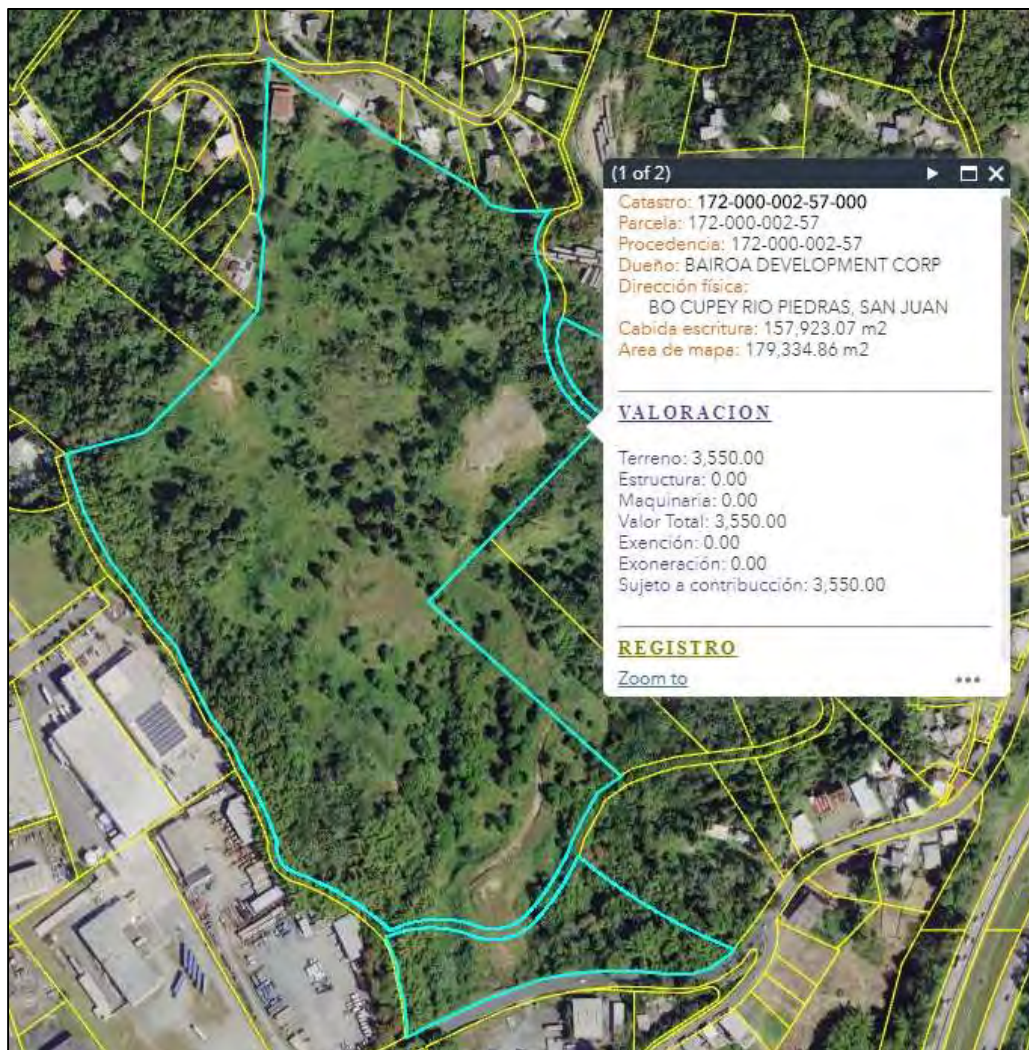 (1 of 2)
Catastro: 172-000-002-57-000
Parcela: 172-000-002-57
Procedencia: 172-000-002-57
Dueño: BAIROA DEVELOPMENT CORP
Dirección física:
BO CUPEY RIO PIEDRAS, SAN JUAN
Cabida escritura: 157,923.07 m2
Area de mapa: 179,334.86 m2
VALORACION
Terreno: 3,550.00
Estructura: 0.00
Maquinaria: 0.00
Valor Total: 3,550.00
Exención: 0.00
Exoneración: 0.00
Sujeto a contribucción: 3,550.00
REGISTRO
Zoom to